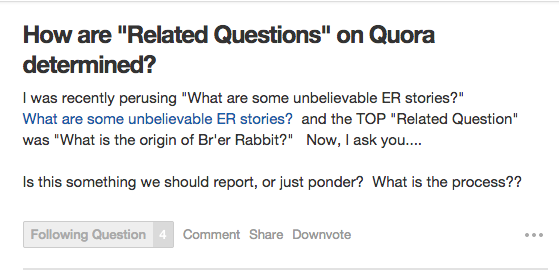 How are "Related Questions" on Quora
determined?
I was recently perusing "What are some unbelievable ER stories?"
What are some unbelievable ER stories?  and the TOP "Related Question"
was "What is the origin of Br'er Rabbit?"  Now, I ask you....
Is this something we should report, or just ponder?  What is the process??
Following Question 4 Comment Share Downvote